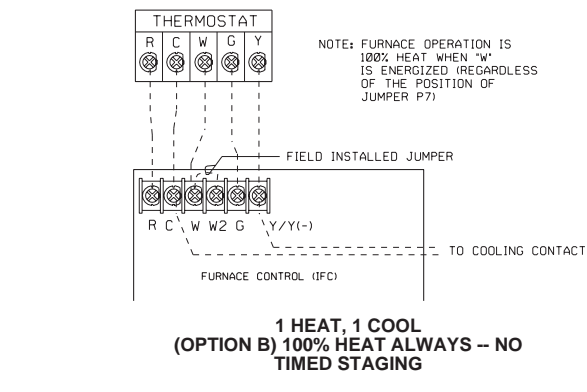 THERMOSTAT
R C W G Y
NOTE: FURNACE OPERATION IS
100% HEAT WHEN "W"
IS ENERGIZED (REGARDLESS
OF THE POSITION OF
JUMPER P7)
FIELD INSTALLED JUMPER
R C W W2 G Y/Y(-)
TO COOLING CONTACT
FURNACE CONTROL (IFC)
1 HEAT, 1 COOL
(OPTION B) 100% HEAT ALWAYS -- NO
TIMED STAGING